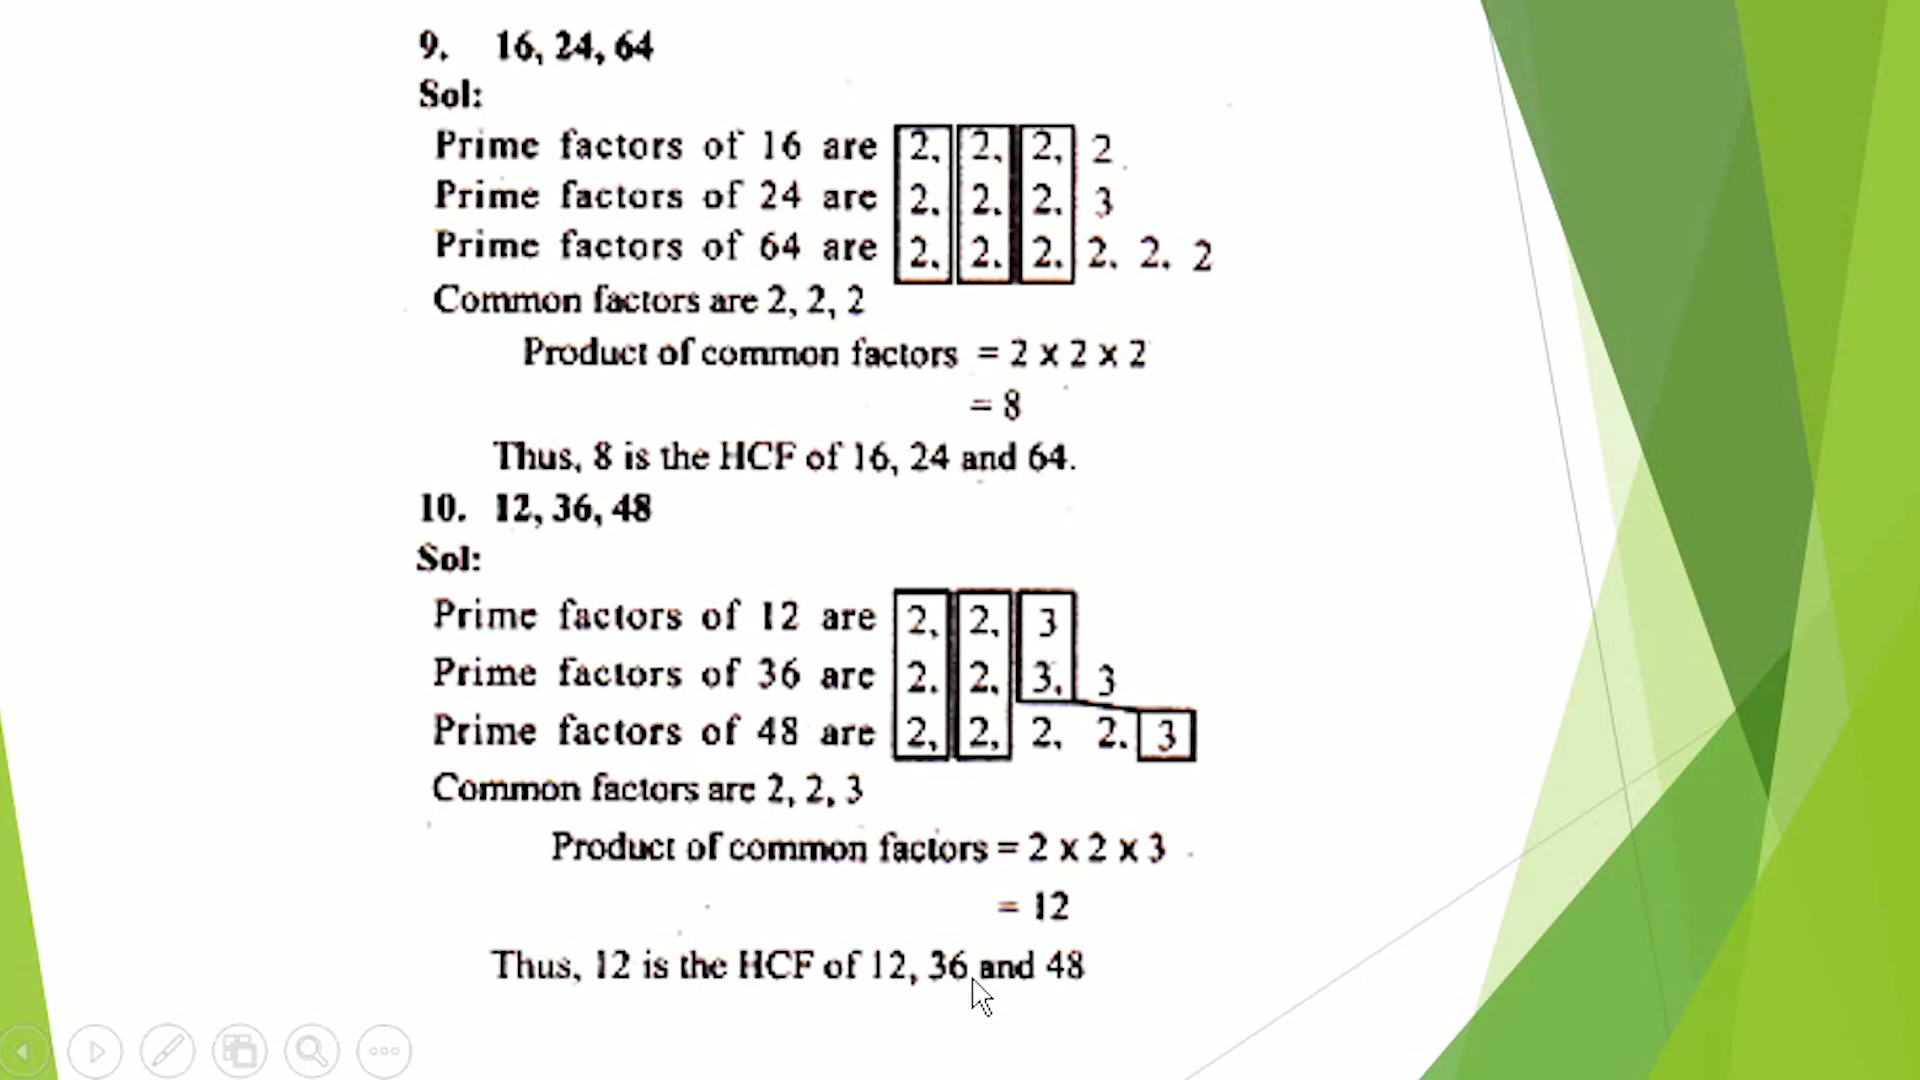 9. 16, 24, 64
Sol:
Prime factors of 16 are 2, 2, 2, 2
Prime factors of 24 are 2. 2. 2. 3
Prime factors of 64 are 2. 2. 2. 2. 2. 2
Common factors are 2, 2, 2
Product of common factors = 2 x 2 x 2
= 8
Thus, 8 is the HCF of 16, 24 and 64.
10. 12, 36, 48
Sol:
Prime factors of 12 are 2, 2, 3
Prime factors of 36 are 2. 2, 3, 3
Prime factors of 48 are 2, 2, 2, 2. 3
Common factors are 2, 2, 3
Product of common factors = 2 x 2 x 3
= 12
Thus, 12 is the HCF of 12, 36 and 48